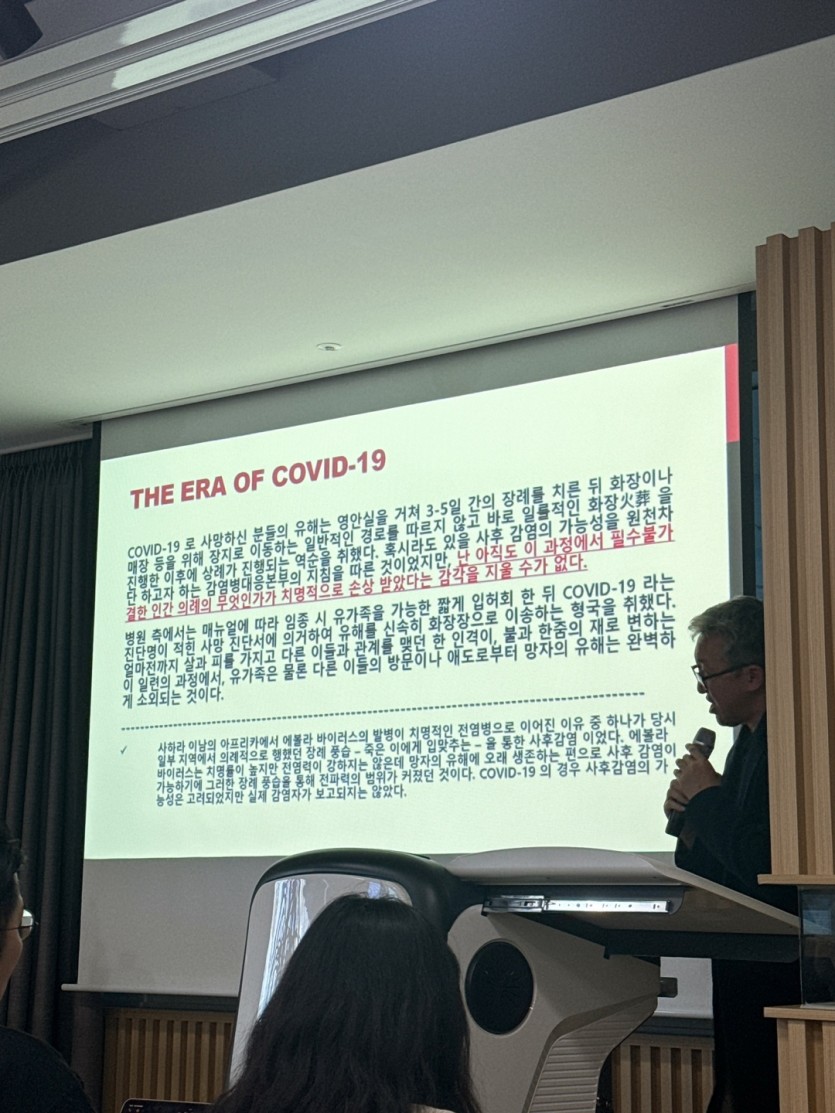 THE ERA OF COVID-19
COVID-19 로 사망하신 분들의 유해는 영안실을 거쳐 3-5일 간의 장례를 치른 뒤 화장이나
매장 등을 위해 장지로 이동하는 일반적인 경로를 따르지 않고 바로 일률적인 화장火葬 을
진행한 이후에 상례가 진행되는 역순을 취했다. 혹시라도 있을 사후 감염의 가능성을 원천차
단 하고자 하는 감염병대응본부의 지침을 따른 것이었지만, 난 아직도 이 과정에서 필수불가
결한 인간 의례의 무엇인가가 치명적으로 손상 받았다는 감각을 지울 수가 없다.
병원 측에서는 매뉴얼에 따라 임종 시 유가족을 가능한 짧게 입허회 한 뒤 COVID-19 라는
진단명이 적힌 사망 진단서에 의거하여 유해를 신속히 화장장으로 이송하는 형국을 취했다.
얼마전까지 살과 피를 가지고 다른 이들과 관계를 맺던 한 인격이, 불과 한줌의 재로 변하는
이 일련의 과정에서, 유가족은 물론 다른 이들의 방문이나 애도로부터 망자의 유해는 완벽하
게 소외되는 것이다.
✓ 사하라 이남의 아프리카에서 에볼라 바이러스의 발병이 치명적인 전염병으로 이어진 이유 중 하나가 당시
일부 지역에서 의례적으로 행했던 장례 풍습 – 죽은 이에게 입맞추는 – 을 통한 사후감염 이었다. 에볼라
바이러스는 치명률이 높지만 전염력이 강하지는 않은데 망자의 유해에 오래 생존하는 편으로 사후 감염이
가능하기에 그러한 장례 풍습을 통해 전파력의 범위가 커졌던 것이다. COVID-19 의 경우 사후감염의 가
능성은 고려되었지만 실제 감염자가 보고되지는 않았다.